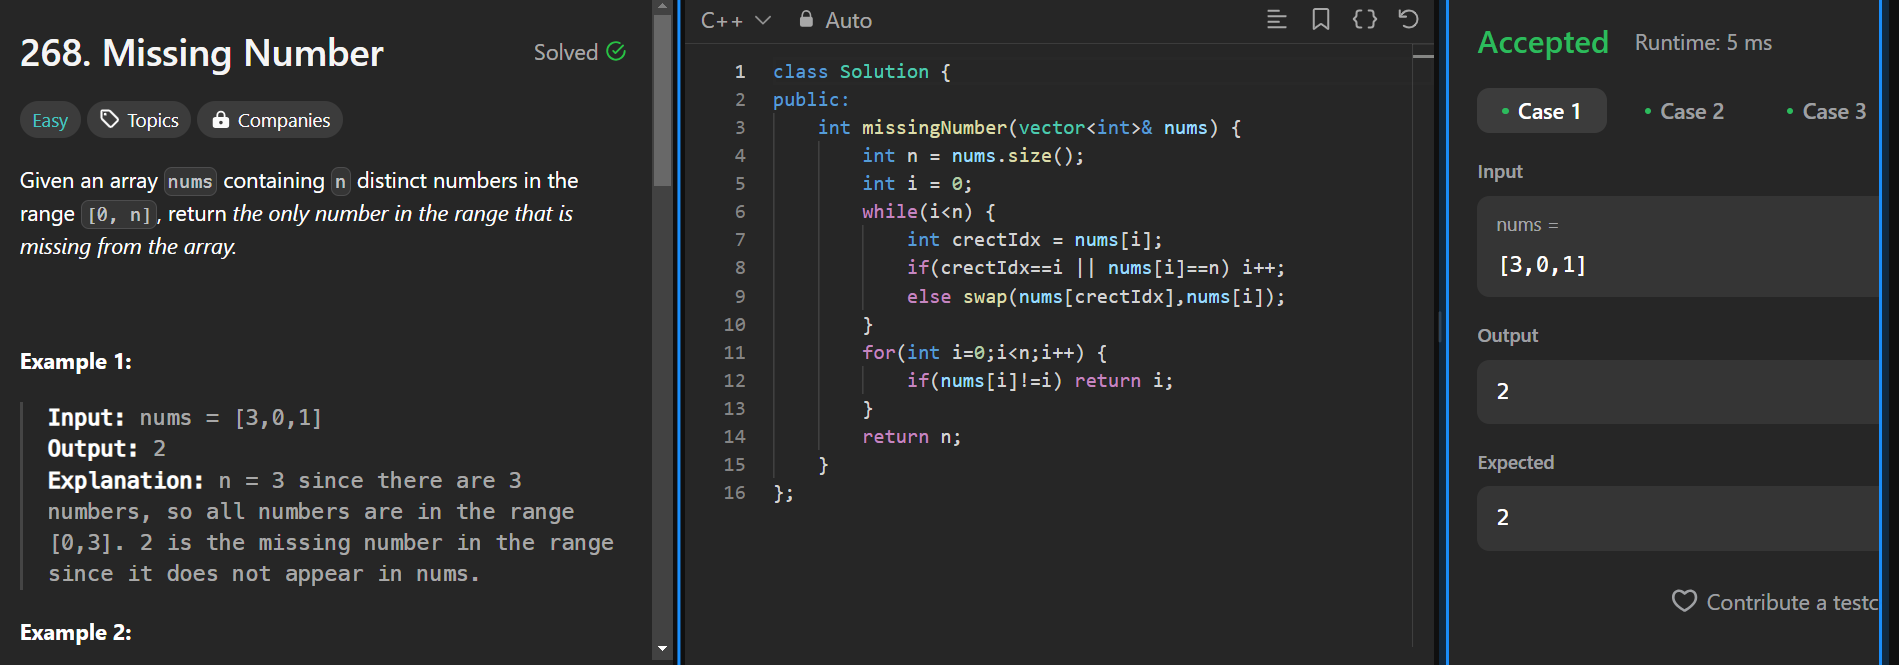 268. Missing Number
Solved
Easy
Topics
Companies
Given an array nums containing n distinct numbers in the
range [0, n], return the only number in the range that is
missing from the array.
Example 1:
Input: nums = [3,0,1]
Output: 2
Explanation: n = 3 since there are 3
numbers, so all numbers are in the range
[0,3]. 2 is the missing number in the range
since it does not appear in nums.
Example 2:
C++
Auto
1 class Solution {
2 public:
3     int missingNumber(vector<int>& nums) {
4         int n = nums.size();
5         int i = 0;
6         while(i<n) {
7             int crectIdx = nums[i];
8             if(crectIdx==i || nums[i]==n) i++;
9             else swap(nums[crectIdx],nums[i]);
10         }
11         for(int i=0;i<n;i++) {
12             if(nums[i]!=i) return i;
13         }
14         return n;
15     }
16 };
Accepted
Runtime: 5 ms
Case 1
Case 2
Case 3
Input
nums =
[3,0,1]
Output
2
Expected
2
Contribute a testc